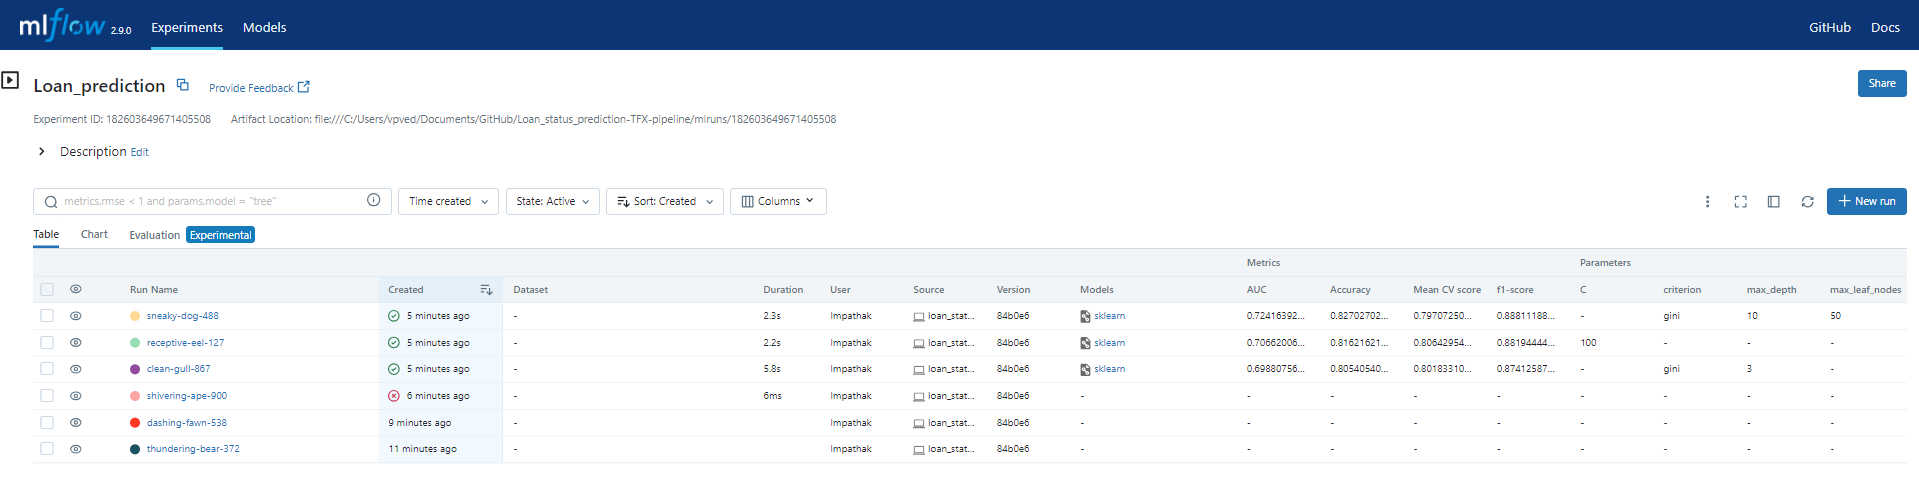 mlflow 2.9.0 Experiments Models GitHub Docs
Loan_prediction Provide Feedback Share
Experiment ID: 182603649671405508 Artifact Location: file:///C:/Users/vpved/Documents/GitHub/Loan_status_prediction-TFX-pipeline/mlruns/182603649671405508
Description Edit
metrics.rmse < 1 and params.model = "tree" Time created State: Active Sort: Created Columns New run
Table Chart Evaluation Experimental
Metrics Parameters
Run Name Created Dataset Duration User Source Version Models AUC Accuracy Mean CV score f1-score C criterion max_depth max_leaf_nodes
sneaky-dog-488 5 minutes ago - 2.3s Impathak loan_stat... 84b0e6 sklearn 0.72416392... 0.82702702... 0.79707250... 0.88811188... - gini 10 50
receptive-eel-127 5 minutes ago - 2.2s Impathak loan_stat... 84b0e6 sklearn 0.70662006... 0.81621621... 0.80642954... 0.88194444... 100 - - -
clean-gull-867 5 minutes ago - 5.8s Impathak loan_stat... 84b0e6 sklearn 0.69880756... 0.80540540... 0.80183310... 0.87412587... - gini 3 -
shivering-ape-900 6 minutes ago - 6ms Impathak loan_stat... 84b0e6 - - - - - - - - -
dashing-fawn-538 9 minutes ago - Impathak loan_stat... 84b0e6 - - - - - - - - -
thundering-bear-372 11 minutes ago - Impathak loan_stat... 84b0e6 - - - - - - - - -